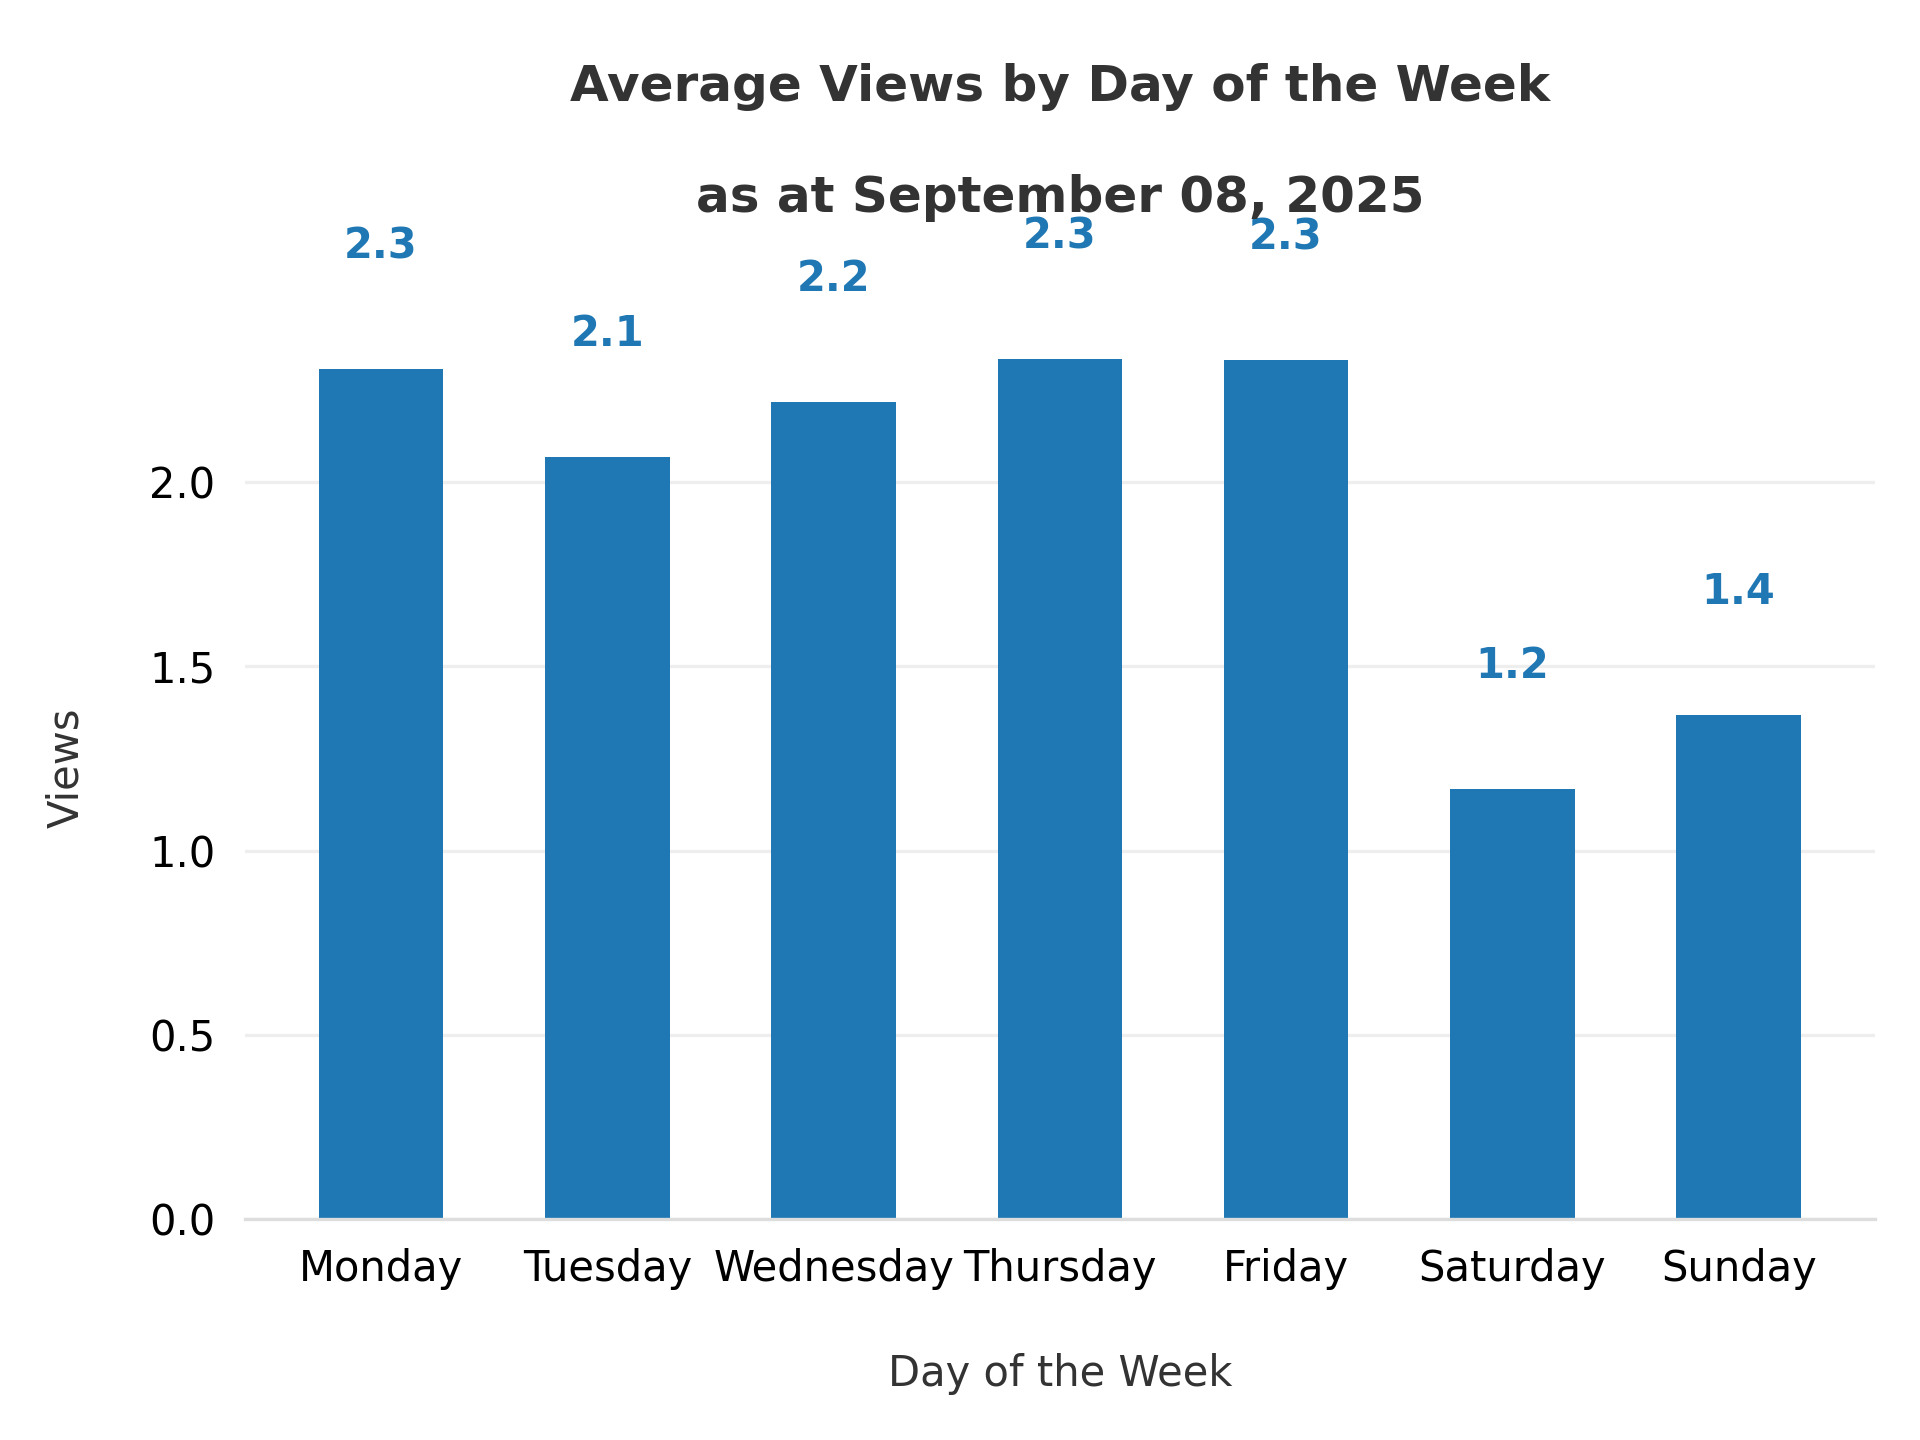 Average Views by Day of the Week
as at September 08, 2025
2.3
2.1
2.2
2.3
2.3
1.2
1.4
2.0
1.5
1.0
0.5
0.0
Views
Monday Tuesday Wednesday Thursday Friday Saturday Sunday
Day of the Week